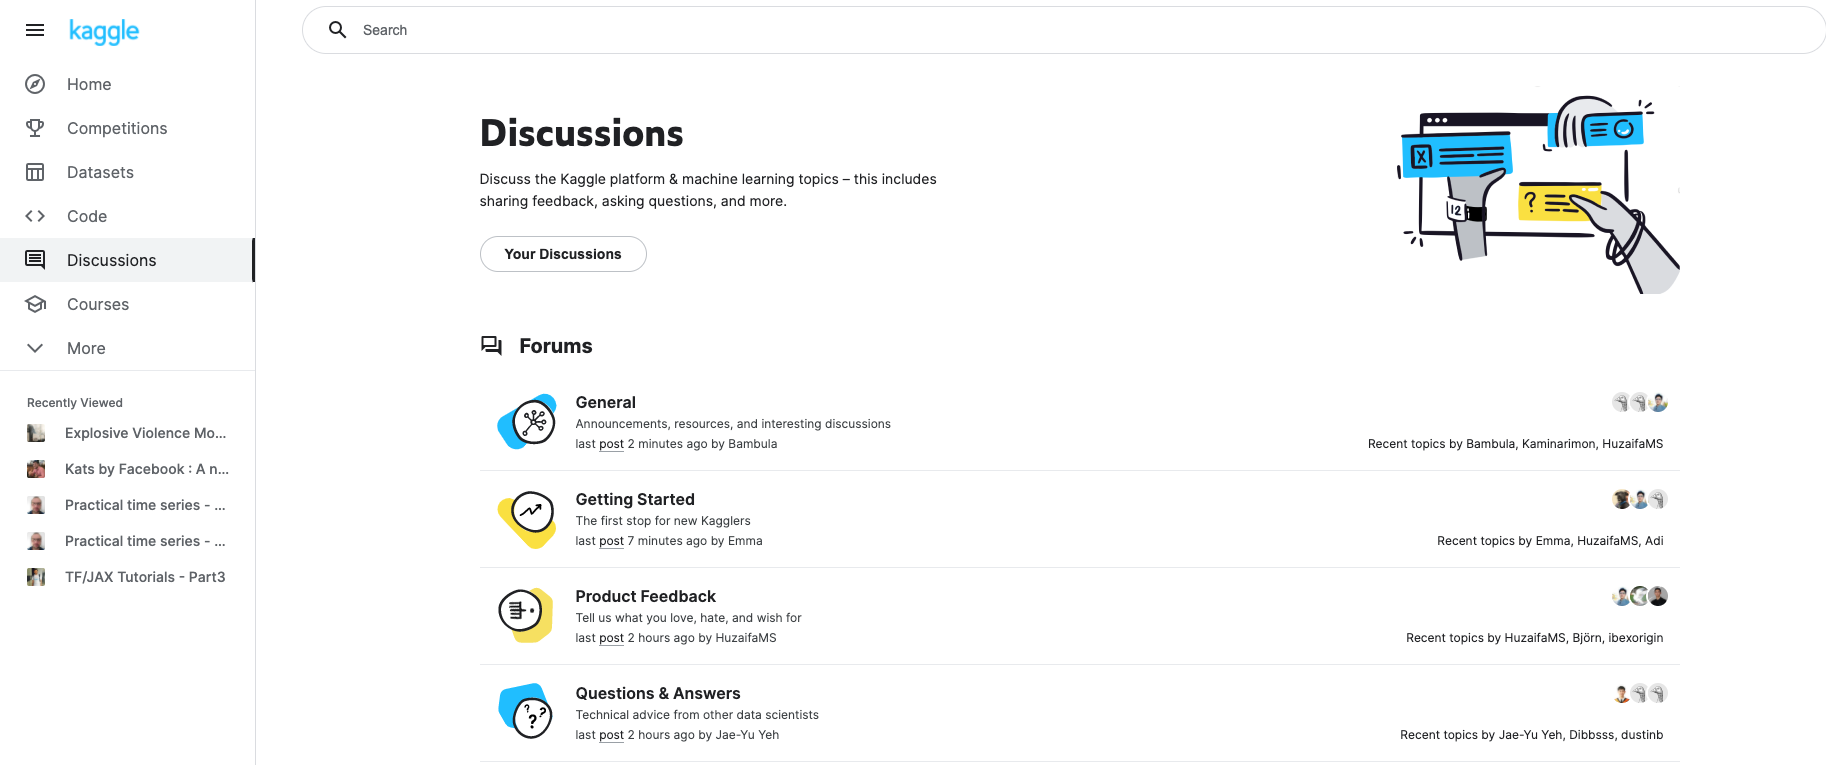 kaggle
Search
Home
Competitions
Datasets
Code
Discussions
Courses
More
Recently Viewed
Explosive Violence Mo...
Kats by Facebook : A n...
Practical time series - ...
Practical time series - ...
TF/JAX Tutorials - Part3
Discussions
Discuss the Kaggle platform & machine learning topics – this includes
sharing feedback, asking questions, and more.
Your Discussions
X
?
12
Forums
General
Announcements, resources, and interesting discussions
last post 2 minutes ago by Bambula
Recent topics by Bambula, Kaminarimon, HuzaifaMS
Getting Started
The first stop for new Kagglers
last post 7 minutes ago by Emma
Recent topics by Emma, HuzaifaMS, Adi
Product Feedback
Tell us what you love, hate, and wish for
last post 2 hours ago by HuzaifaMS
Recent topics by HuzaifaMS, Björn, ibexorigin
Questions & Answers
Technical advice from other data scientists
last post 2 hours ago by Jae-Yu Yeh
Recent topics by Jae-Yu Yeh, Dibbsss, dustinb